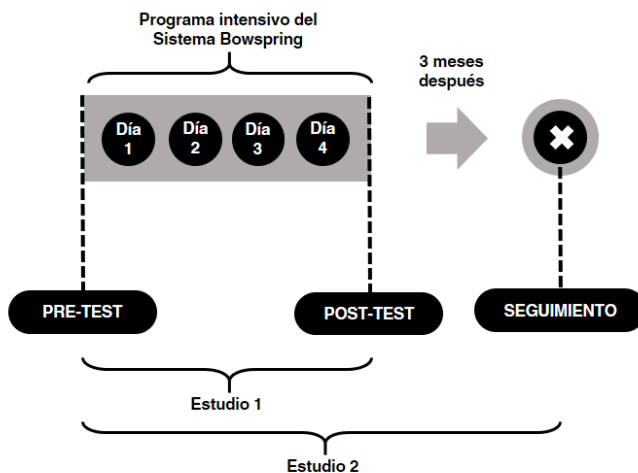 Programa intensivo del
Sistema Bowspring
3 meses
después
Día
1
Día
2
Día
3
Día
4
PRE-TEST
POST-TEST
SEGUIMIENTO
Estudio 1
Estudio 2